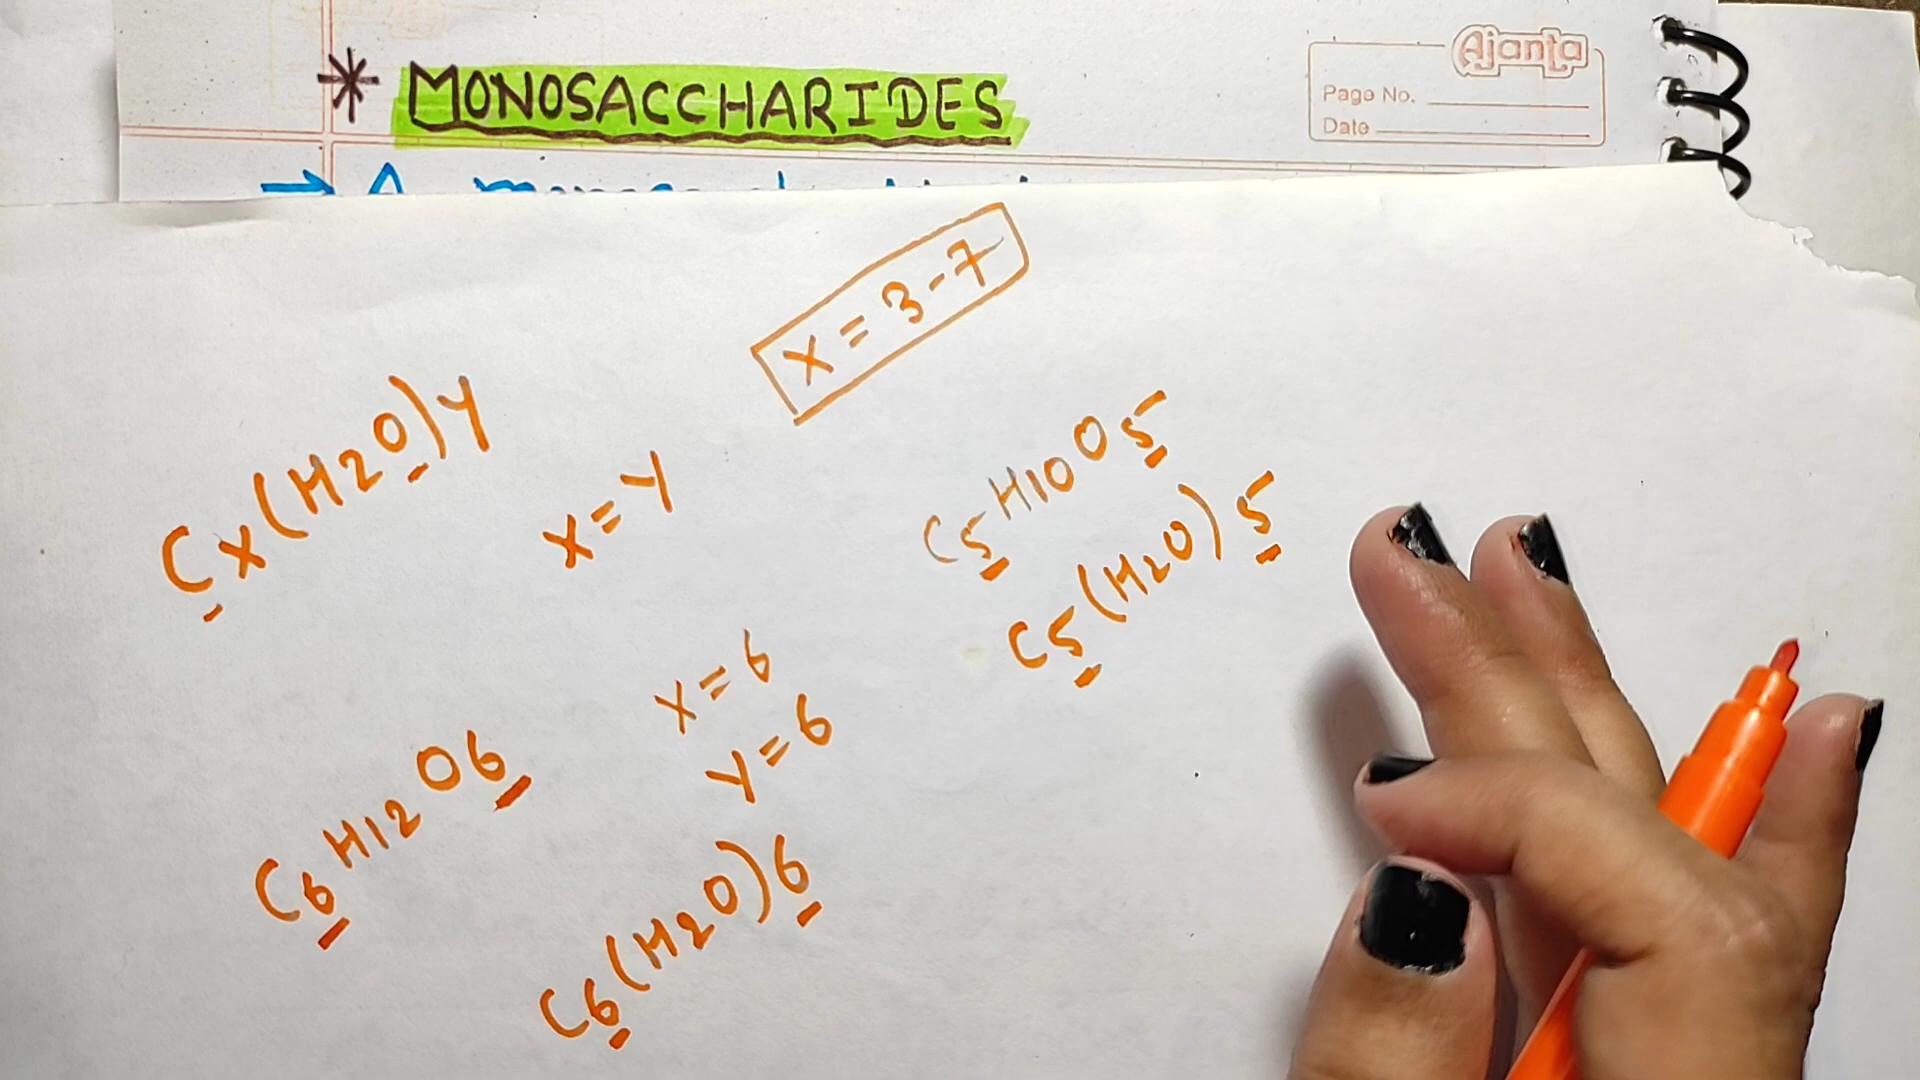 * MONOSACCHARIDES
Ajanta
Page No.
Date
→ A
x = 3-7
Cx(H2O)y
x = y
C5H10O5
C5(H2O)5
x = 6
y = 6
C6H12O6
C6(H2O)6